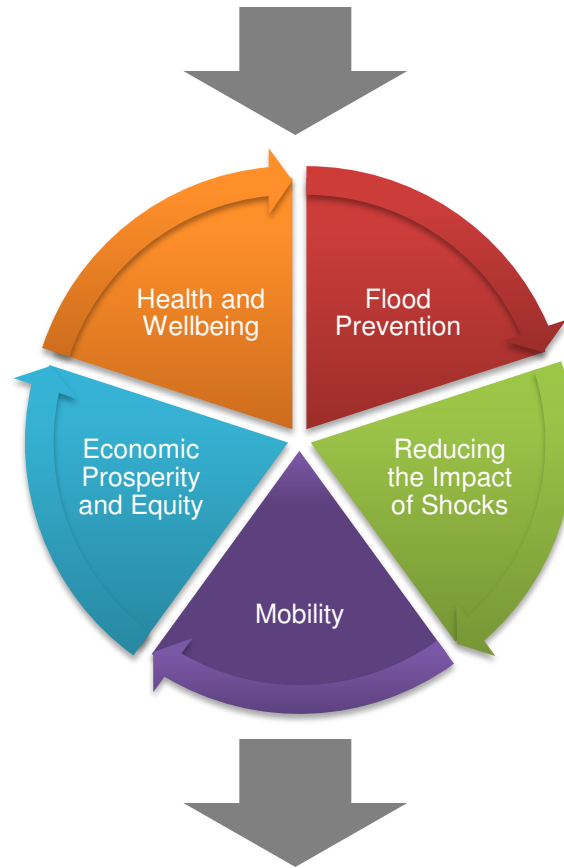 Health and
Wellbeing
Flood
Prevention
Economic
Prosperity
and Equity
Reducing
the Impact
of Shocks
Mobility